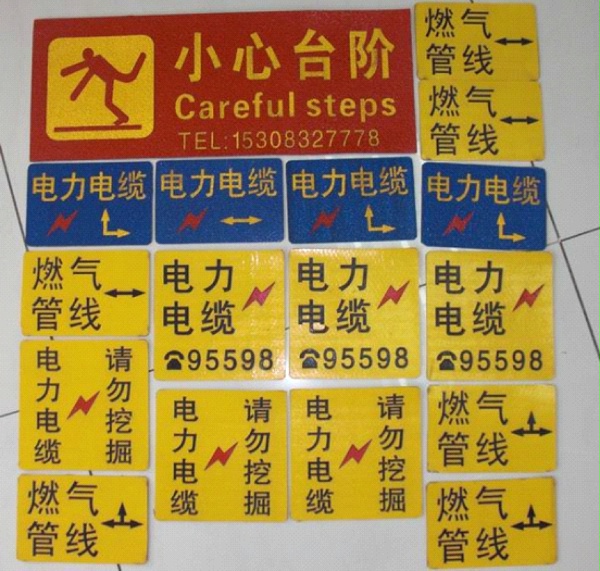 小心台阶
Careful steps
TEL:15308327778
燃气
管线
燃气
管线
电力电缆
电力电缆
电力电缆
电力电缆
燃气
管线
电力
电缆
☎95598
电力
电缆
☎95598
电力
电缆
☎95598
电力电缆
请勿挖掘
电力电缆
请勿挖掘
电力电缆
请勿挖掘
燃气
管线
燃气
管线
燃气
管线